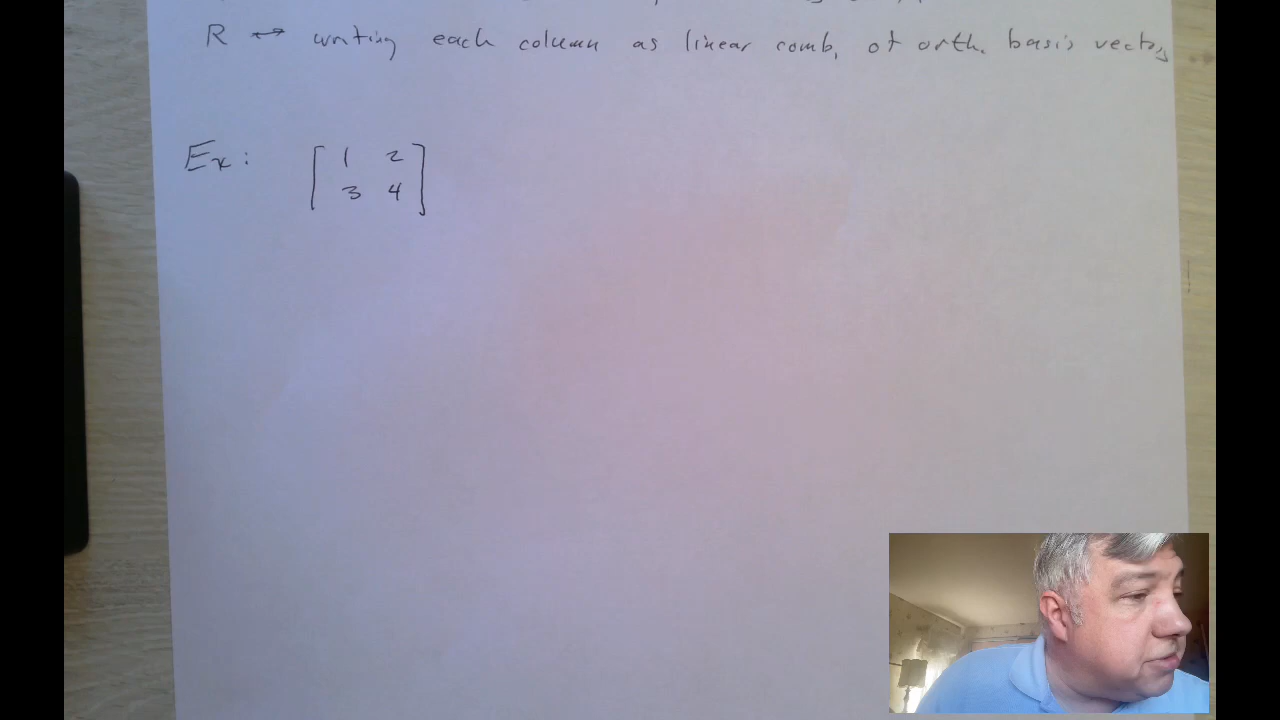 R ↔ writing each column as linear comb. of orth. basis vectors
Ex: [ 1 2
3 4 ]